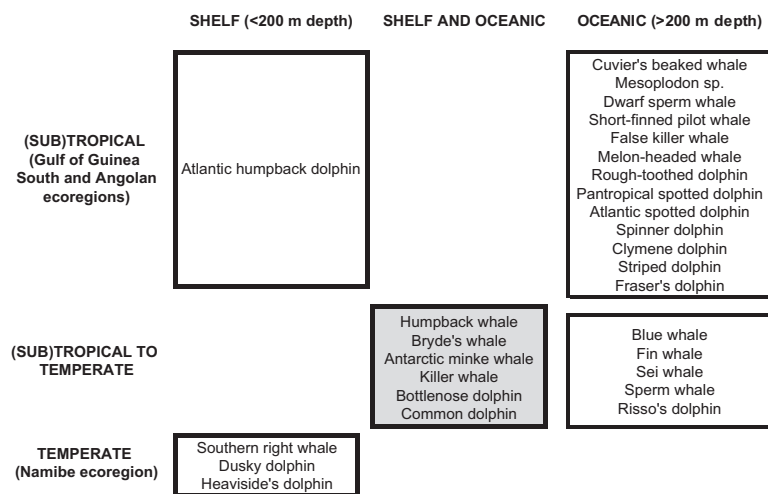 SHELF (<200 m depth) SHELF AND OCEANIC OCEANIC (>200 m depth)
(SUB)TROPICAL
(Gulf of Guinea
South and Angolan
ecoregions)
Atlantic humpback dolphin
Cuvier's beaked whale
Mesoplodon sp.
Dwarf sperm whale
Short-finned pilot whale
False killer whale
Melon-headed whale
Rough-toothed dolphin
Pantropical spotted dolphin
Atlantic spotted dolphin
Spinner dolphin
Clymene dolphin
Striped dolphin
Fraser's dolphin
(SUB)TROPICAL TO
TEMPERATE
Humpback whale
Bryde's whale
Antarctic minke whale
Killer whale
Bottlenose dolphin
Common dolphin
Blue whale
Fin whale
Sei whale
Sperm whale
Risso's dolphin
TEMPERATE
(Namibe ecoregion)
Southern right whale
Dusky dolphin
Heaviside's dolphin